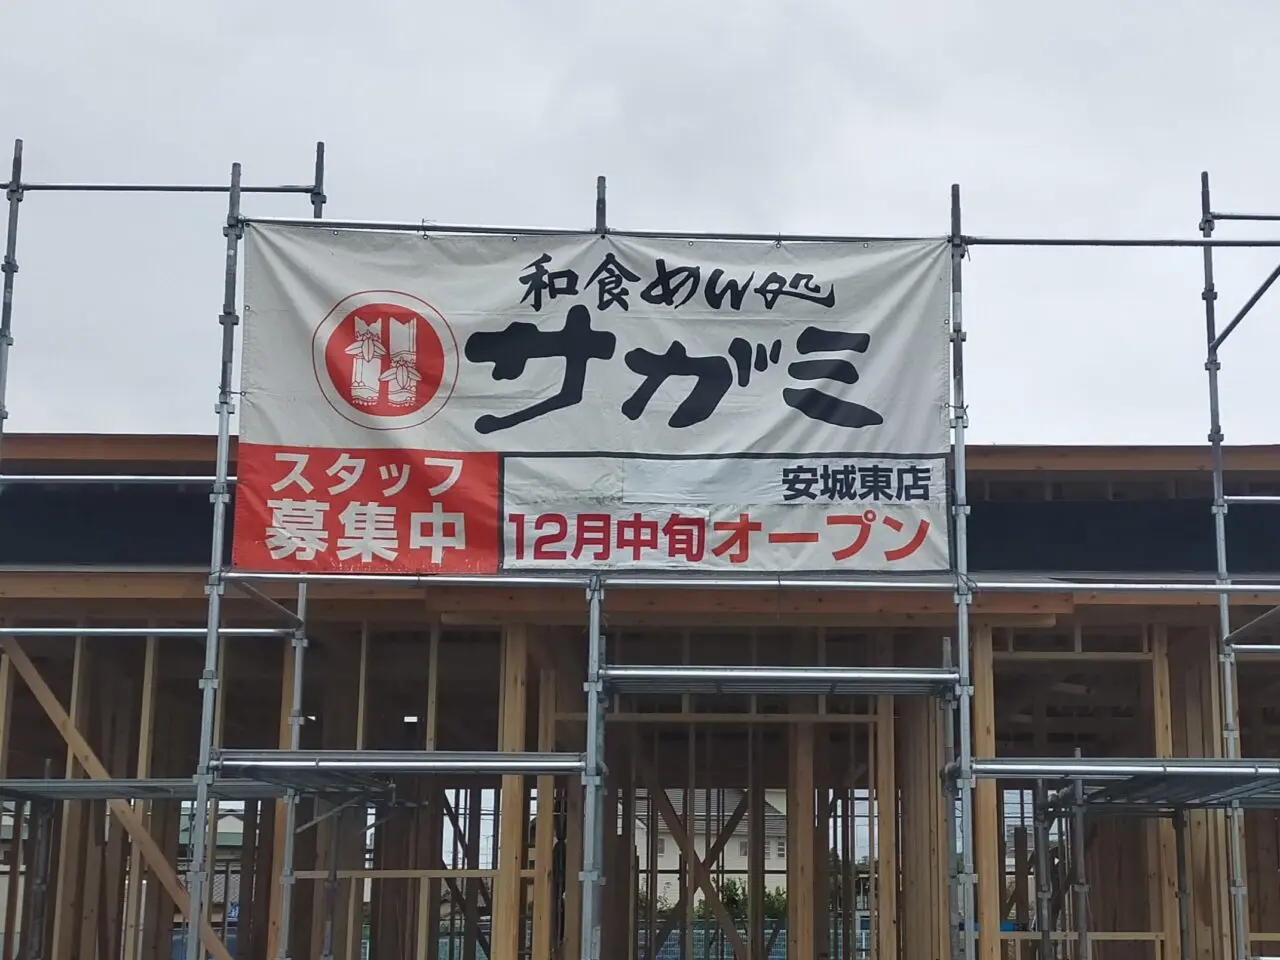 和食めん処
サガミ
スタッフ
募集中
安城東店
12月中旬オープン